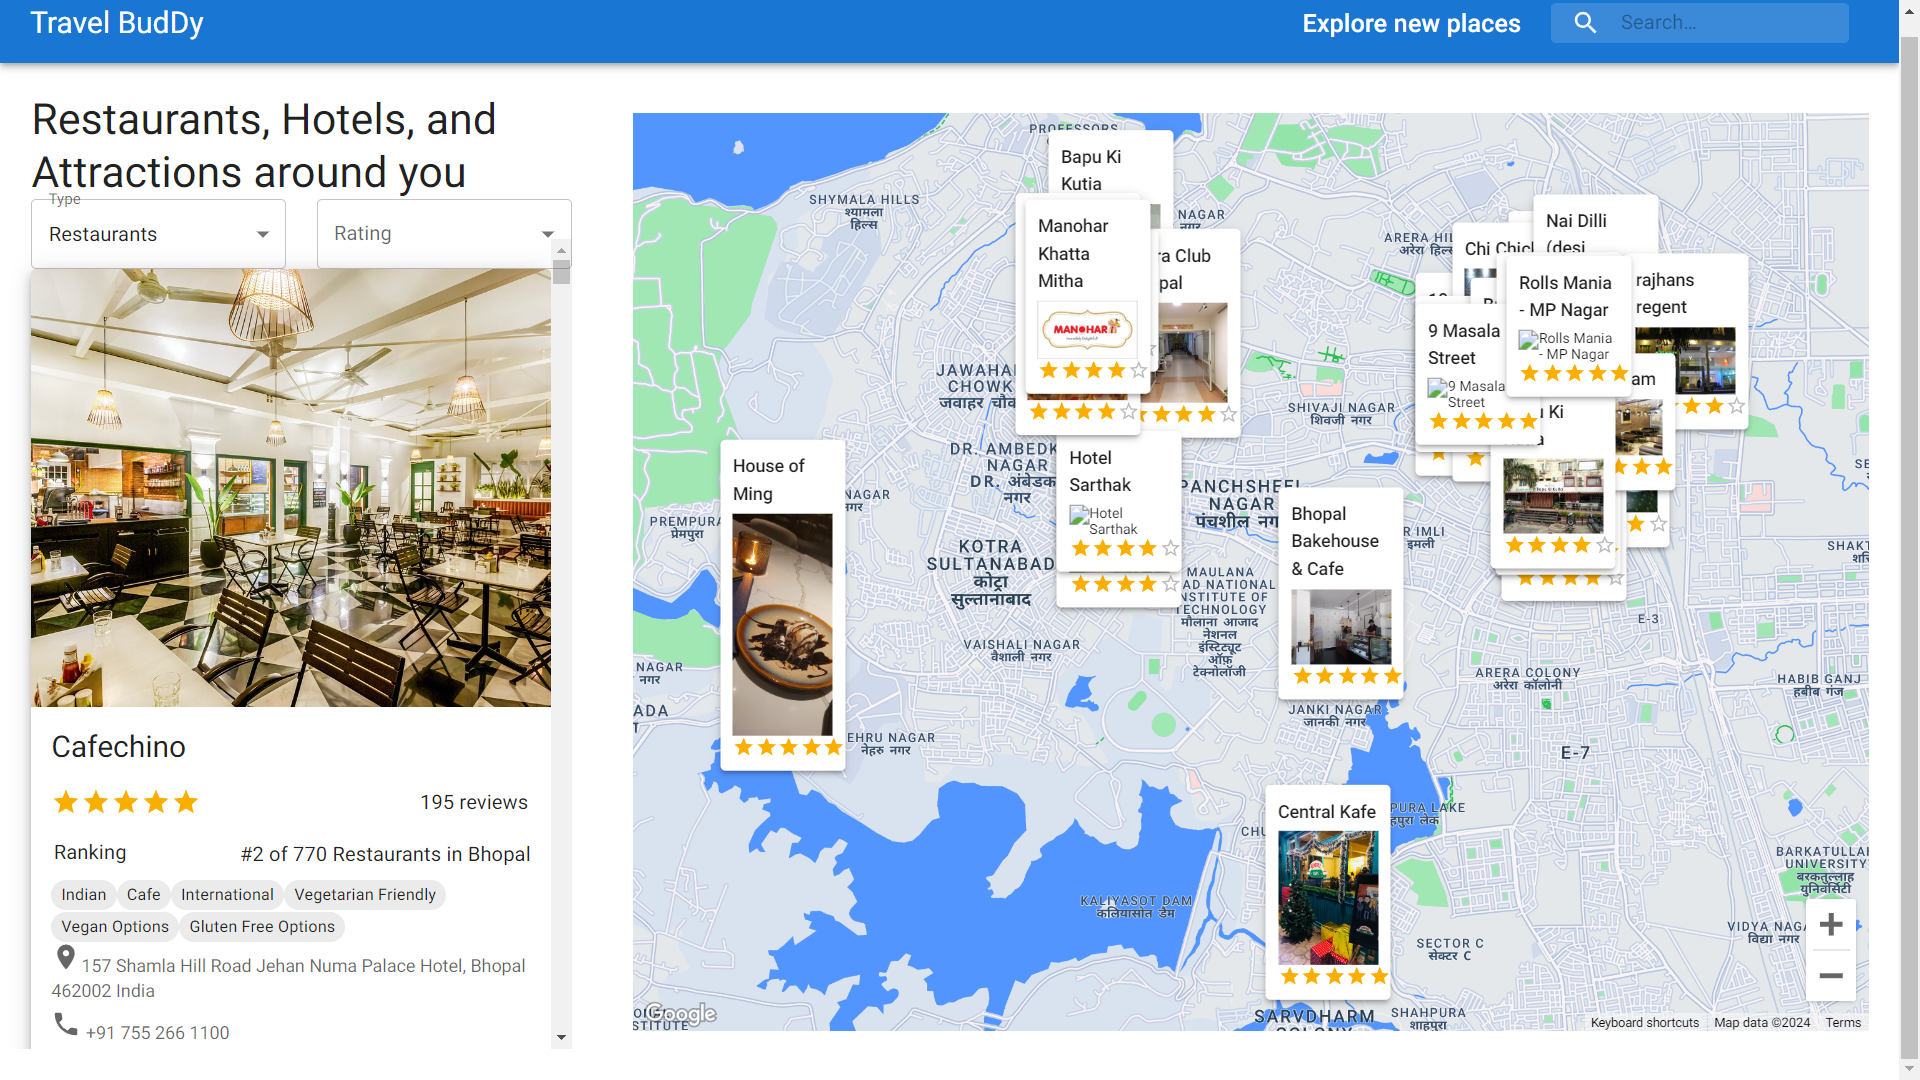 Travel BudDy
Explore new places
Search...
Restaurants, Hotels, and
Attractions around you
Type
Restaurants
Rating
Cafechino
195 reviews
Ranking
#2 of 770 Restaurants in Bhopal
Indian
Cafe
International
Vegetarian Friendly
Vegan Options
Gluten Free Options
157 Shamla Hill Road Jehan Numa Palace Hotel, Bhopal
462002 India
+91 755 266 1100
PROFESSORS
Bapu Ki
Kutia
SHYMALA HILLS
श्यामला
हिल्स
NAGAR
नगर
Manohar
Khatta
Mitha
MANOHAR
ra Club
pal
ARERA HIL
अरेरा हिल्स
Nai Dilli
(desi
Chi Chick
Rolls Mania
- MP Nagar
Rolls Mania
- MP Nagar
rajhans
regent
9 Masala
Street
9 Masala
Street
am
u Ki
JAWAHA
CHOWK
जवाहर चौक
SHIVAJI NAGAR
शिवजी नगर
DR. AMBEDK
NAGAR
DR. अंबेडक
नगर
House of
Ming
NAGAR
नगर
Hotel
Sarthak
Hotel
Sarthak
PANCHSHEEL
NAGAR
पंचशील नग
Bhopal
Bakehouse
& Cafe
R IMLI
इमली
PREMPURA
प्रेमपुरा
KOTRA
SULTANABAD
कोट्रा
सुल्तानाबाद
MAULANA
AD NATIONAL
NSTITUTE OF
TECHNOLOGY
मौलाना आजाद
नेशनल
इंस्टिट्यूट
ऑफ़
टेक्नोलॉजी
SHAKT
E-3
VAISHALI NAGAR
वैशाली नगर
NAGAR
नगर
ARERA COLONY
अरेरा कॉलोनी
HABIB GANJ
हबीब गंज
ADA
JANKI NAGAR
जानकी नगर
EHRU NAGAR
नेहरु नगर
E-7
Central Kafe
PURA LAKE
हपुरा लेक
CHU
BARKATULLAH
UNIVERSITY
बरकतुल्लाह
युनिवर्सिटी
KALIYASOT DAM
कलियासोत डैम
SECTOR C
सेक्टर C
VIDYA NAGA
विद्या नगर
Google
STITUTE
SARVDHARM
COLONY
SHAHPURA
शाहपुरा
Keyboard shortcuts
Map data ©2024
Terms